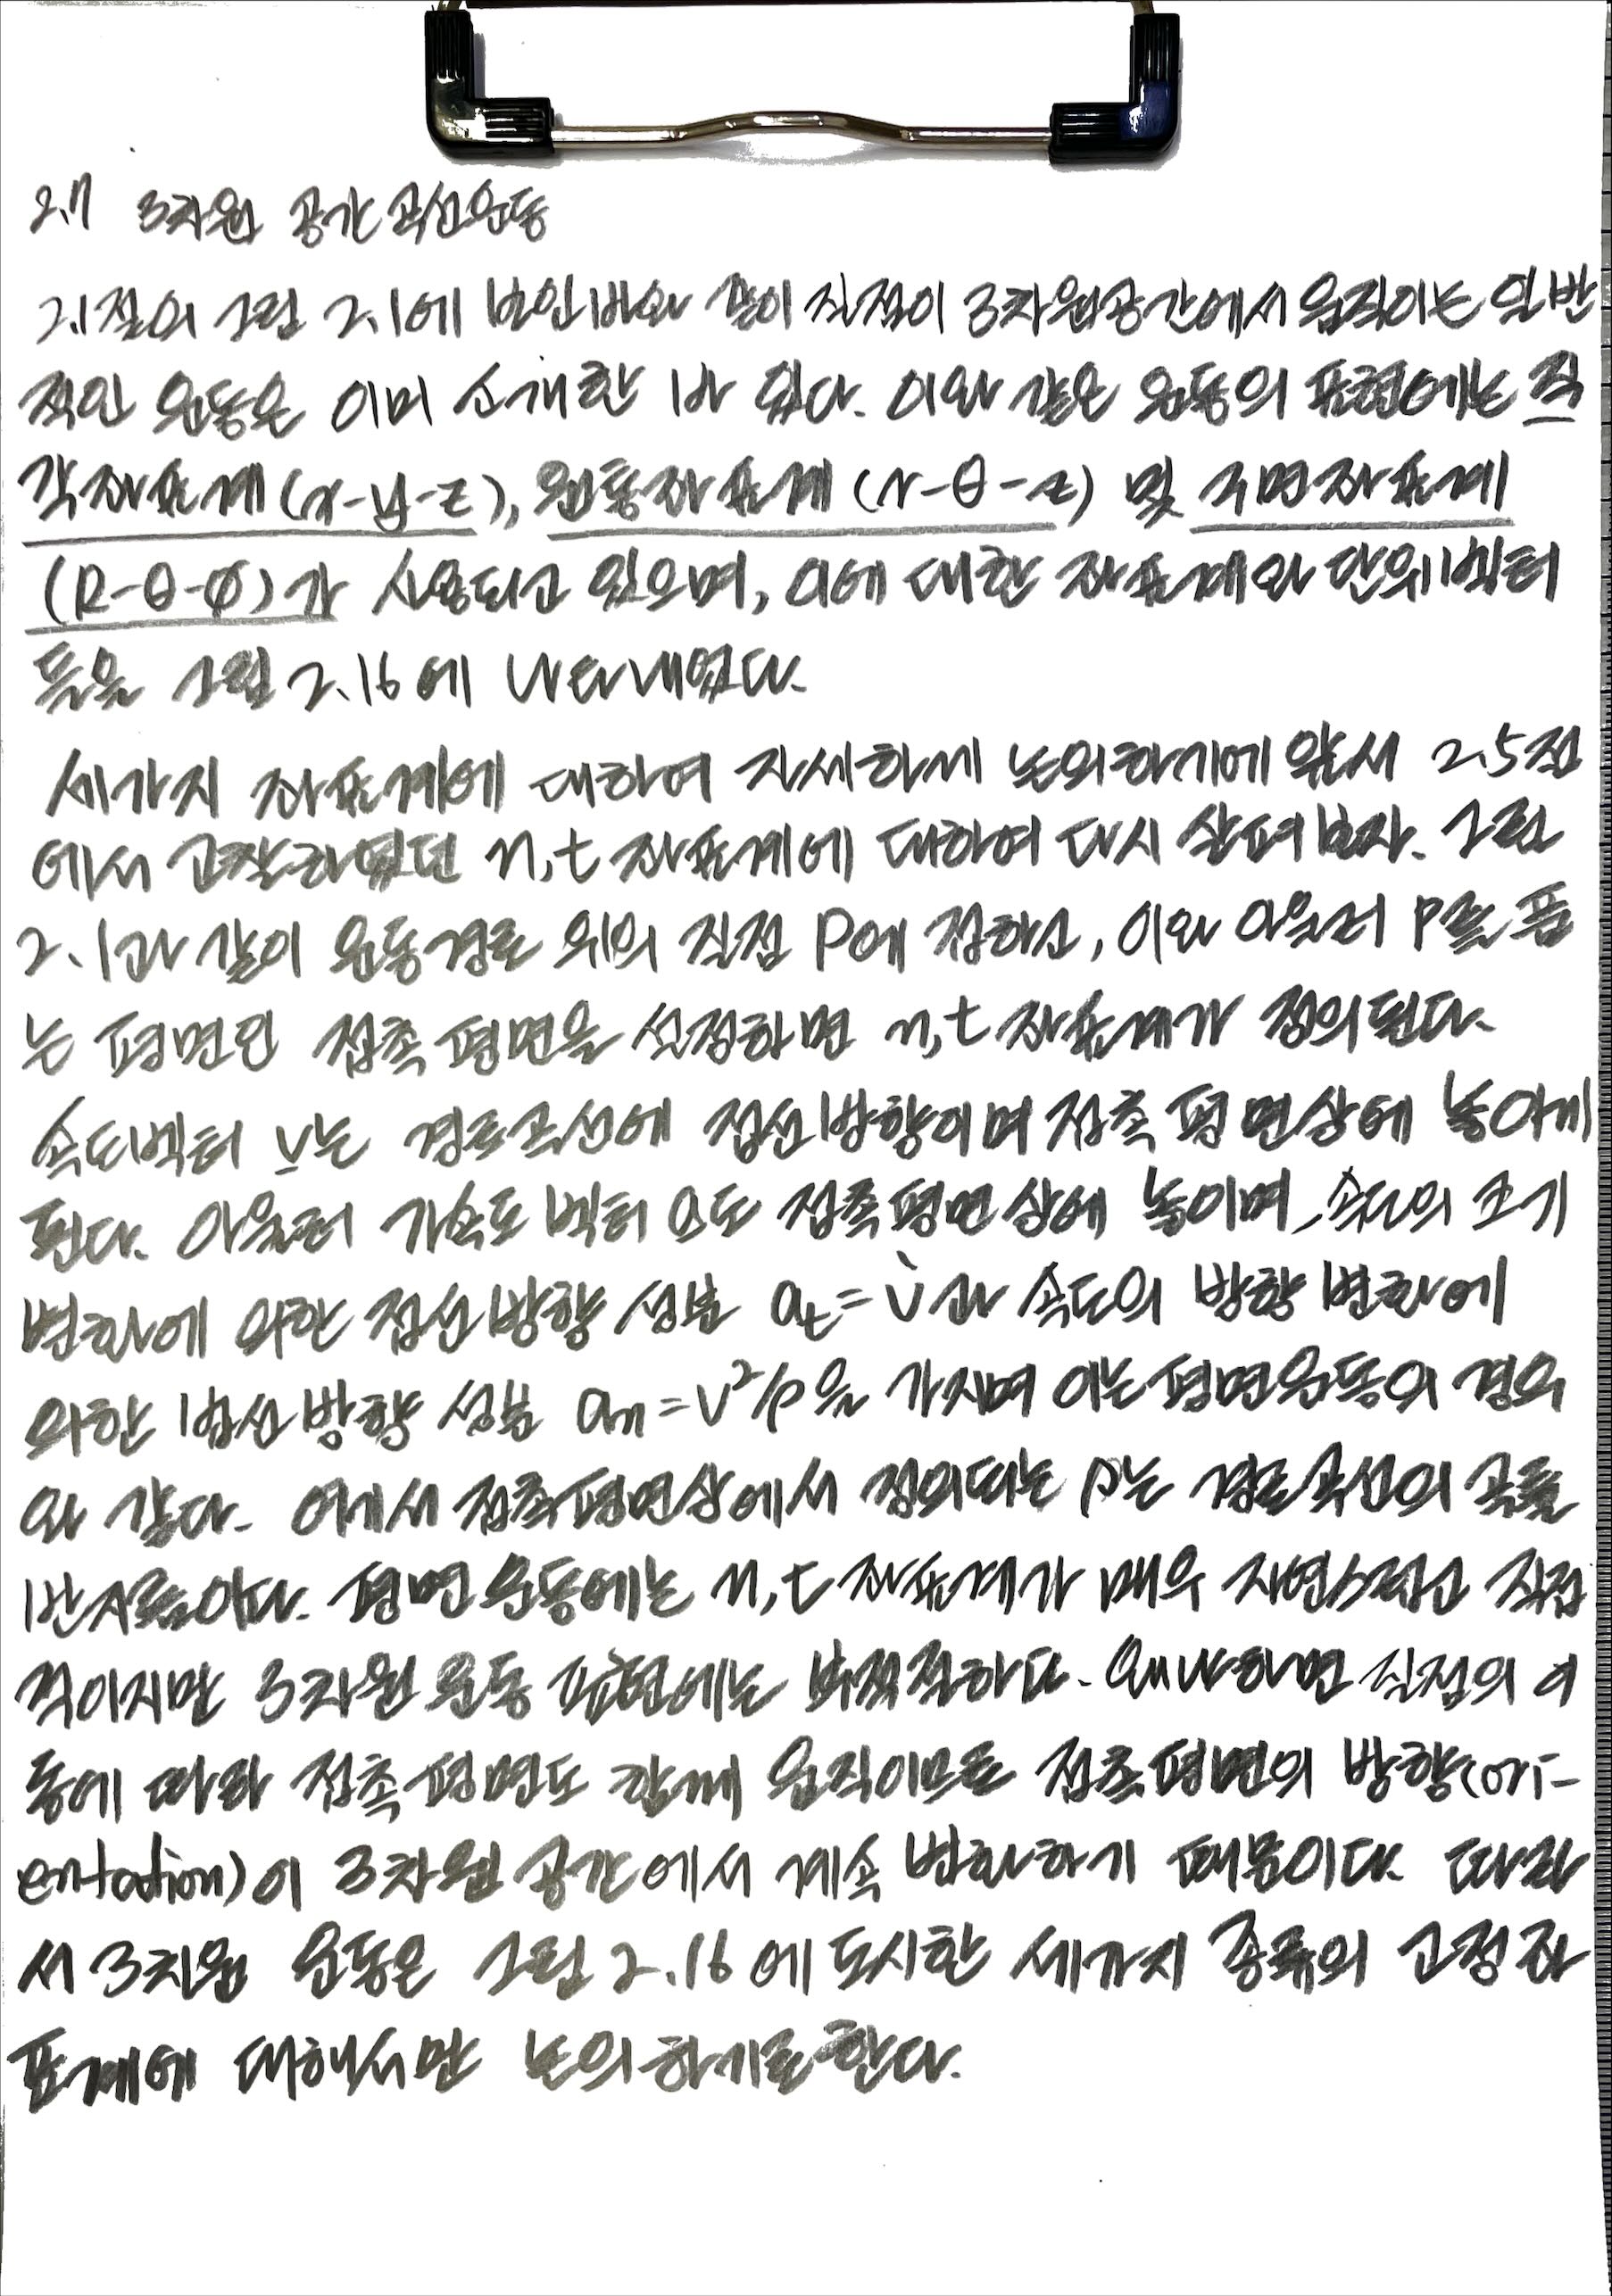 2.7 3차원 공간 곡선운동
2.1절의 그림 2.1에 보인바와 같이 질점이 3차원공간에서 움직이는 일반
적인 운동은 이미 소개한 바 있다. 이와 같은 운동의 표현에는 직
각좌표계(x-y-z), 원통좌표계(r-θ-z) 및 구면좌표계
(R-θ-φ)가 사용되고 있으며, 이에 대한 좌표계와 단위벡터
들을 그림 2.16에 나타내었다.
세가지 좌표계에 대하여 자세하게 논의하기에 앞서 2.5절
에서 고찰하였던 n,t 좌표계에 대하여 다시 살펴보자. 그림
2.1과 같이 운동경로 위의 질점 P에 접하고, 이와 아울러 P를 품
는 평면인 접촉평면을 설정하면 n,t 좌표계가 정의된다.
속도벡터 v는 경로곡선에 접선방향이며 접촉평면상에 놓이게
된다. 아울러 가속도 벡터 a도 접촉평면상에 놓이며, 속도의 크기
변화에 의한 접선방향 성분 at=v̇과 속도의 방향 변화에
의한 법선방향 성분 an=v²/ρ을 가지며 이는 평면운동의 경우
와 같다. 여기서 접촉평면상에서 정의되는 ρ는 경로곡선의 곡률
반지름이다. 평면운동에는 n,t 좌표계가 매우 자연스럽고 직접
적이지만 3차원 운동 표현에는 부적절하다. 왜냐하면 질점의 이
동에 따라 접촉평면도 함께 움직이므로 접촉평면의 방향(ori-
entation)이 3차원 공간에서 계속 변화하기 때문이다. 따라
서 3차원 운동은 그림 2.16에 도시한 세가지 종류의 고정좌
표계에 대해서만 논의하기로 한다.